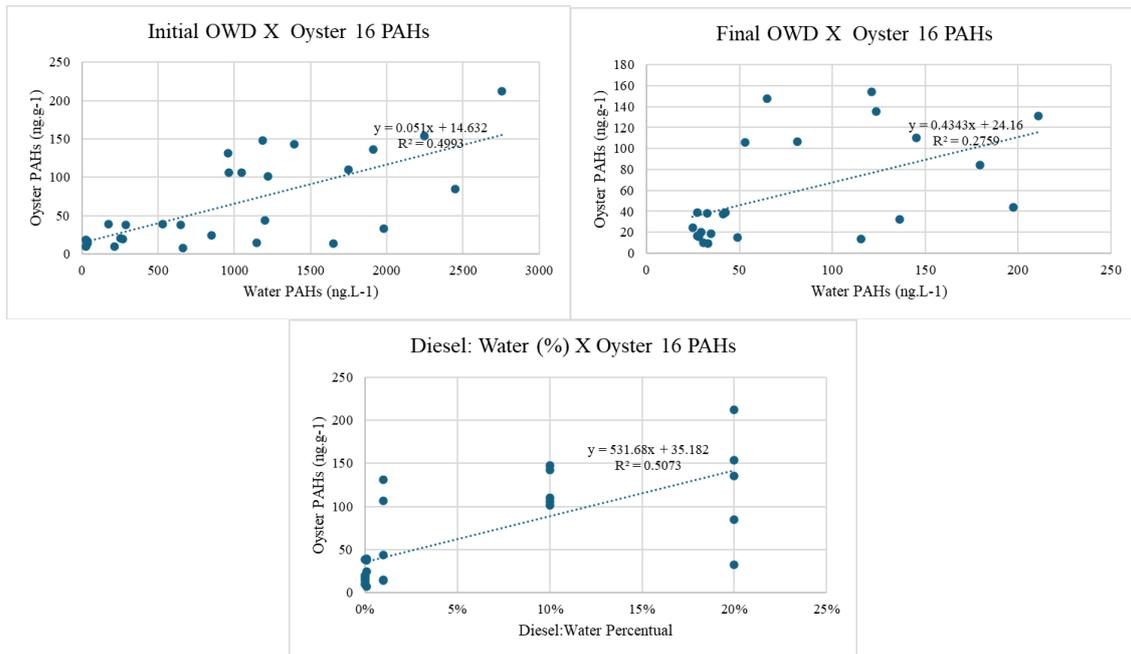 Initial OWD X Oyster 16 PAHs
250
200
150
100
50
0
Oyster PAHs (ng.g-1)
y = 0.051x + 14.632
R² = 0.4993
0 500 1000 1500 2000 2500 3000
Water PAHs (ng.L-1)
Final OWD X Oyster 16 PAHs
180
160
140
120
100
80
60
40
20
0
Oyster PAHs (ng.g-1)
y = 0.4343x + 24.16
R² = 0.2759
0 50 100 150 200 250
Water PAHs (ng.L-1)
Diesel: Water (%) X Oyster 16 PAHs
250
200
150
100
50
0
Oyster PAHs (ng.g-1)
y = 531.68x + 35.182
R² = 0.5073
0% 5% 10% 15% 20% 25%
Diesel:Water Percentual